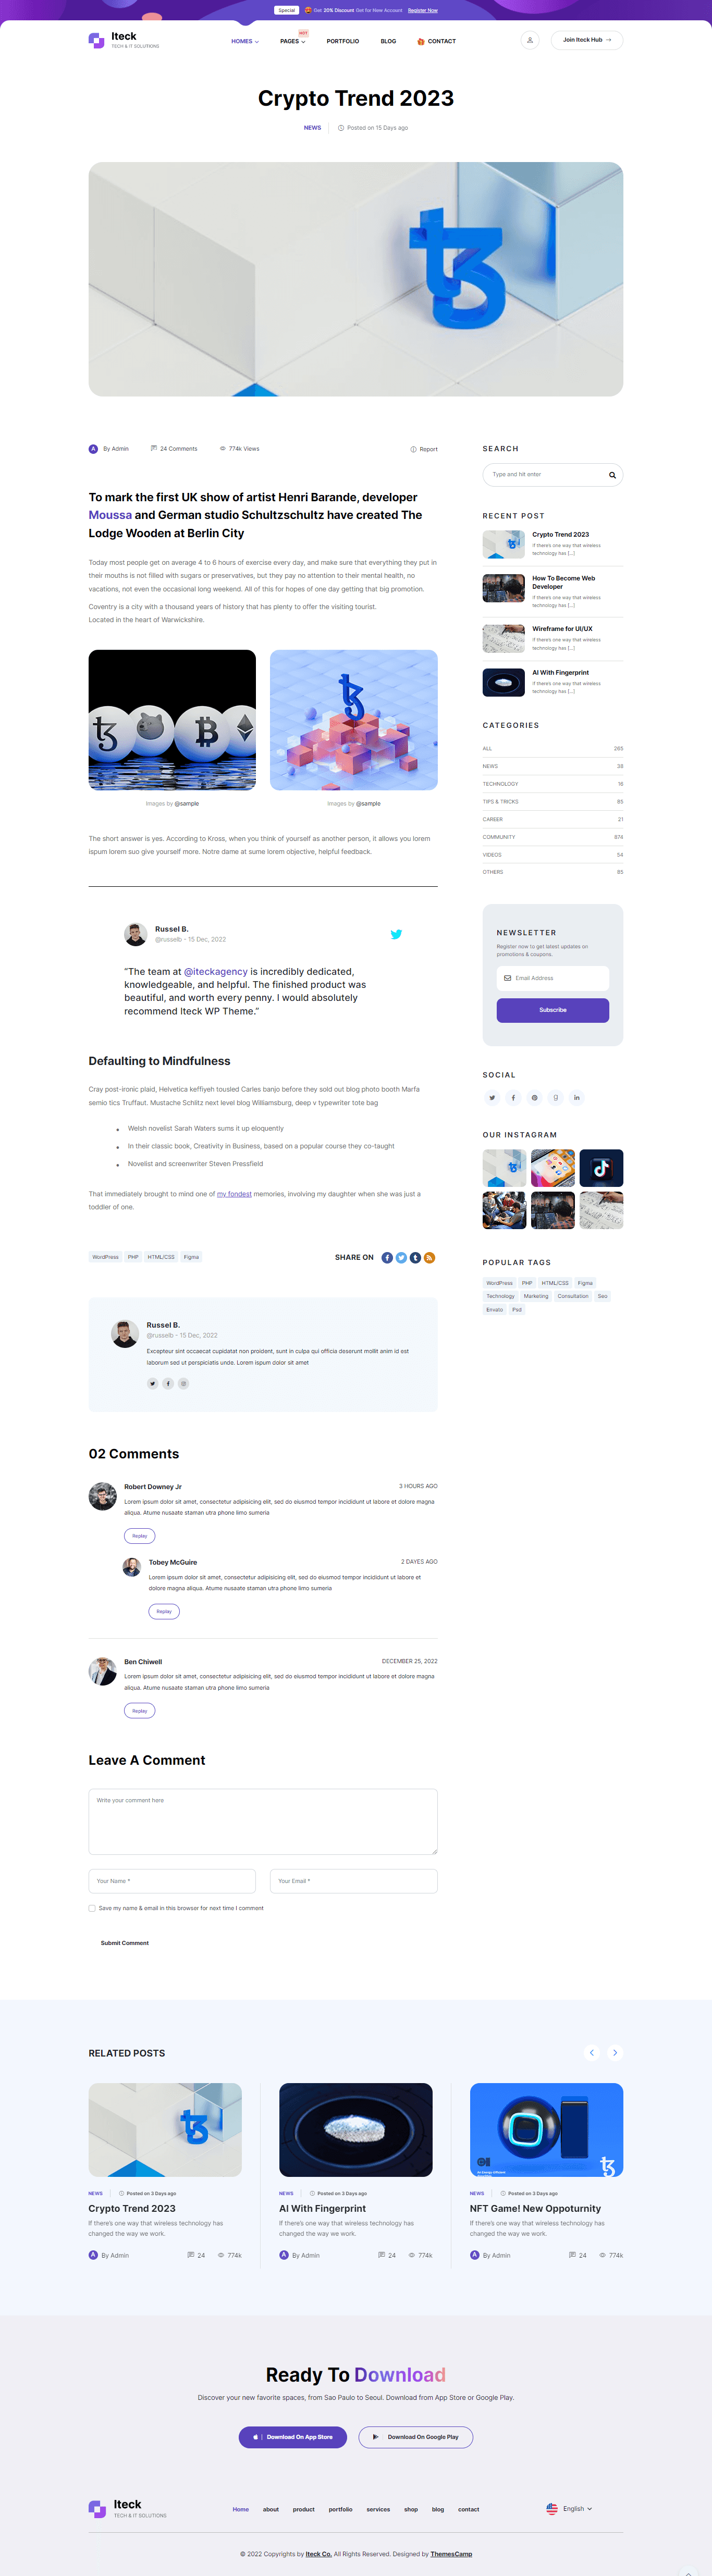 Special Get 20% Discount Get for New Account Register Now
Iteck
TECH & IT SOLUTIONS
HOMES PAGES HOT PORTFOLIO BLOG CONTACT
Join Iteck Hub →
Crypto Trend 2023
NEWS Posted on 15 Days ago
A By Admin 24 Comments 774k Views Report
To mark the first UK show of artist Henri Barande, developer
Moussa and German studio Schultzschultz have created The
Lodge Wooden at Berlin City
Today most people get on average 4 to 6 hours of exercise every day, and make sure that everything they put in
their mouths is not filled with sugars or preservatives, but they pay no attention to their mental health, no
vacations, not even the occasional long weekend. All of this for hopes of one day getting that big promotion.
Coventry is a city with a thousand years of history that has plenty to offer the visiting tourist.
Located in the heart of Warwickshire.
Images by @sample
Images by @sample
The short answer is yes. According to Kross, when you think of yourself as another person, it allows you lorem
ispum lorem suo give yourself more. Notre dame at sume lorem objective, helpful feedback.
Russel B.
@russelb - 15 Dec, 2022
“The team at @iteckagency is incredibly dedicated,
knowledgeable, and helpful. The finished product was
beautiful, and worth every penny. I would absolutely
recommend Iteck WP Theme.”
Defaulting to Mindfulness
Cray post-ironic plaid, Helvetica keffiyeh tousled Carles banjo before they sold out blog photo booth Marfa
semio tics Truffaut. Mustache Schlitz next level blog Williamsburg, deep v typewriter tote bag
Welsh novelist Sarah Waters sums it up eloquently
In their classic book, Creativity in Business, based on a popular course they co-taught
Novelist and screenwriter Steven Pressfield
That immediately brought to mind one of my fondest memories, involving my daughter when she was just a
toddler of one.
WordPress PHP HTML/CSS Figma
SHARE ON
Russel B.
@russelb - 15 Dec, 2022
Excepteur sint occaecat cupidatat non proident, sunt in culpa qui officia deserunt mollit anim id est
laborum sed ut perspiciatis unde. Lorem ispum dolor sit amet
02 Comments
Robert Downey Jr 3 HOURS AGO
Lorem ipsum dolor sit amet, consectetur adipisicing elit, sed do eiusmod tempor incididunt ut labore et dolore magna
aliqua. Atume nusaate staman utra phone limo sumeria
Replay
Tobey McGuire 2 DAYES AGO
Lorem ipsum dolor sit amet, consectetur adipisicing elit, sed do eiusmod tempor incididunt ut labore et
dolore magna aliqua. Atume nusaate staman utra phone limo sumeria
Replay
Ben Chiwell DECEMBER 25, 2022
Lorem ipsum dolor sit amet, consectetur adipisicing elit, sed do eiusmod tempor incididunt ut labore et dolore magna
aliqua. Atume nusaate staman utra phone limo sumeria
Replay
Leave A Comment
Write your comment here
Your Name * Your Email *
Save my name & email in this browser for next time I comment
Submit Comment
SEARCH
Type and hit enter
RECENT POST
Crypto Trend 2023
If there's one way that wireless
technology has [...]
How To Become Web
Developer
If there's one way that wireless
technology has [...]
Wireframe for UI/UX
If there's one way that wireless
technology has [...]
AI With Fingerprint
If there's one way that wireless
technology has [...]
CATEGORIES
ALL 265
NEWS 38
TECHNOLOGY 16
TIPS & TRICKS 85
CAREER 21
COMMUNITY 874
VIDEOS 54
OTHERS 85
NEWSLETTER
Register now to get latest updates on
promotions & coupons.
Email Address
Subscribe
SOCIAL
OUR INSTAGRAM
POPULAR TAGS
WordPress PHP HTML/CSS Figma
Technology Marketing Consultation Seo
Envato Psd
RELATED POSTS
NEWS Posted on 3 Days ago
Crypto Trend 2023
If there's one way that wireless technology has
changed the way we work.
A By Admin 24 774k
NEWS Posted on 3 Days ago
AI With Fingerprint
If there's one way that wireless technology has
changed the way we work.
A By Admin 24 774k
NEWS Posted on 3 Days ago
NFT Game! New Oppoturnity
If there's one way that wireless technology has
changed the way we work.
A By Admin 24 774k
Ready To Download
Discover your new favorite spaces, from Sao Paulo to Seoul. Download from App Store or Google Play.
Download On App Store Download On Google Play
Iteck
TECH & IT SOLUTIONS
Home about product portfolio services shop blog contact
English
© 2022 Copyrights by Iteck Co. All Rights Reserved. Designed by ThemesCamp